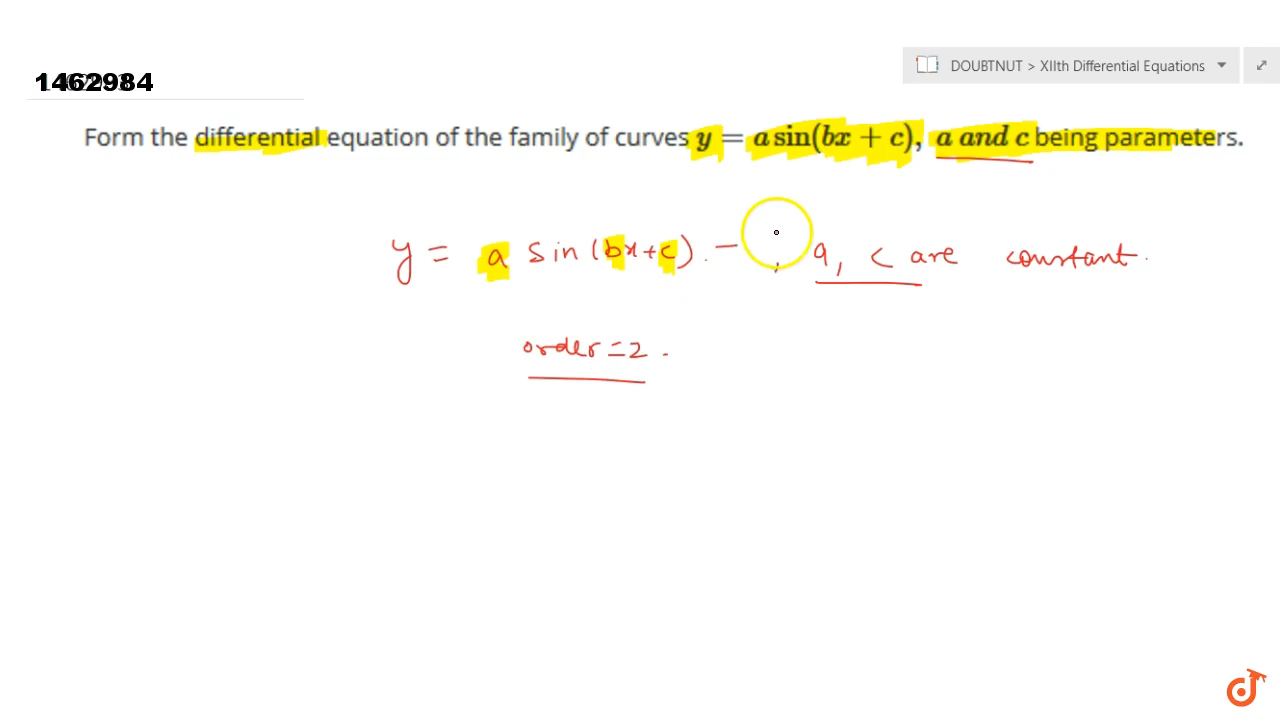 1462984
DOUBTNUT > XIIth Differential Equations
Form the differential equation of the family of curves y = a sin(bx + c), a and c being parameters.
y = a sin(bx+c). – , a, c are constant.
order=2.